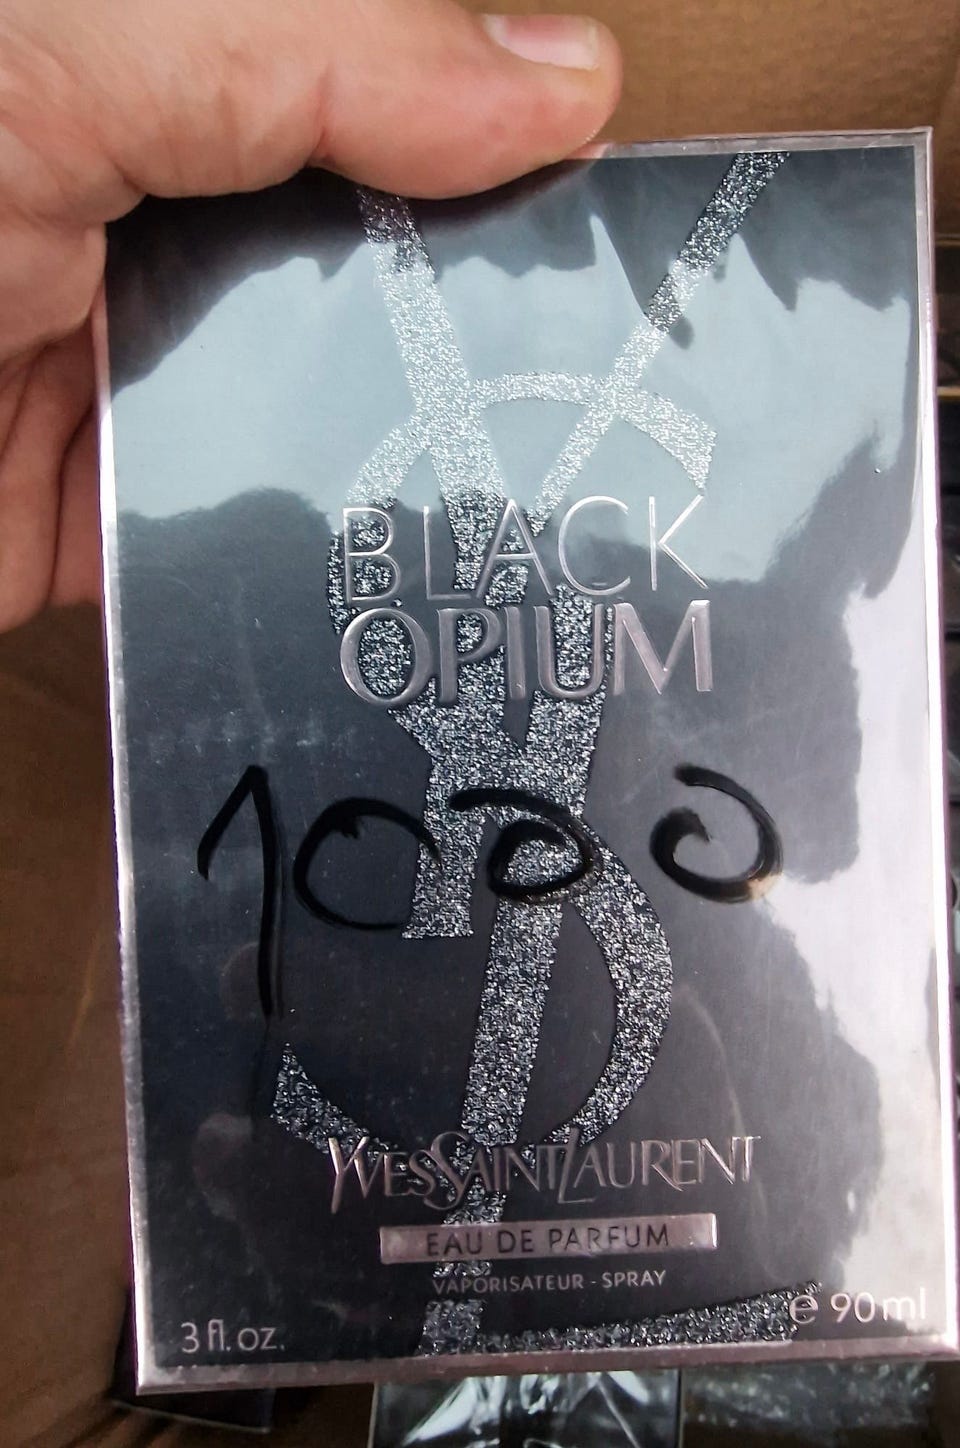 BLACK
OPIUM
1000
YVESSAINTLAURENT
EAU DE PARFUM
VAPORISATEUR - SPRAY
3 fl. oz.
e 90 ml